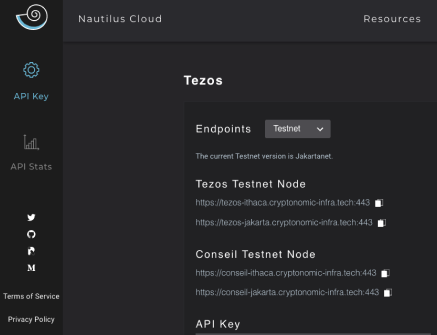 Nautilus Cloud
Resources
API Key
API Stats
Terms of Service
Privacy Policy
Tezos
Endpoints
Testnet
The current Testnet version is Jakartanet.
Tezos Testnet Node
https://tezos-ithaca.cryptonomic-infra.tech:443
https://tezos-jakarta.cryptonomic-infra.tech:443
Conseil Testnet Node
https://conseil-ithaca.cryptonomic-infra.tech:443
https://conseil-jakarta.cryptonomic-infra.tech:443
API Key